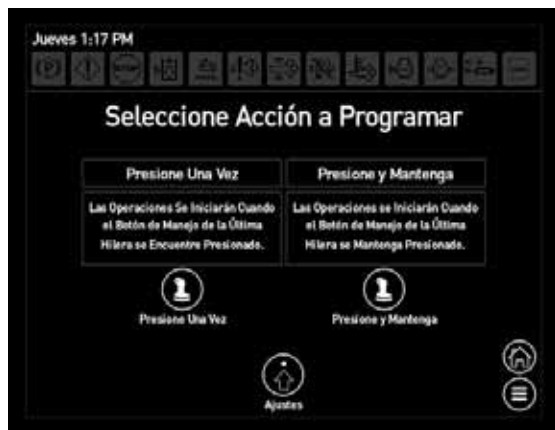 Jueves 1:17 PM
Seleccione Acción a Programar
Presione Una Vez
Presione y Mantenga
Las Operaciones Se Iniciarán Cuando
el Botón de Manejo de la Última
Hilera se Encuentre Presionado.
Las Operaciones se Iniciarán Cuando
el Botón de Manejo de la Última
Hilera se Mantenga Presionado.
Presione Una Vez
Presione y Mantenga
Ajustes